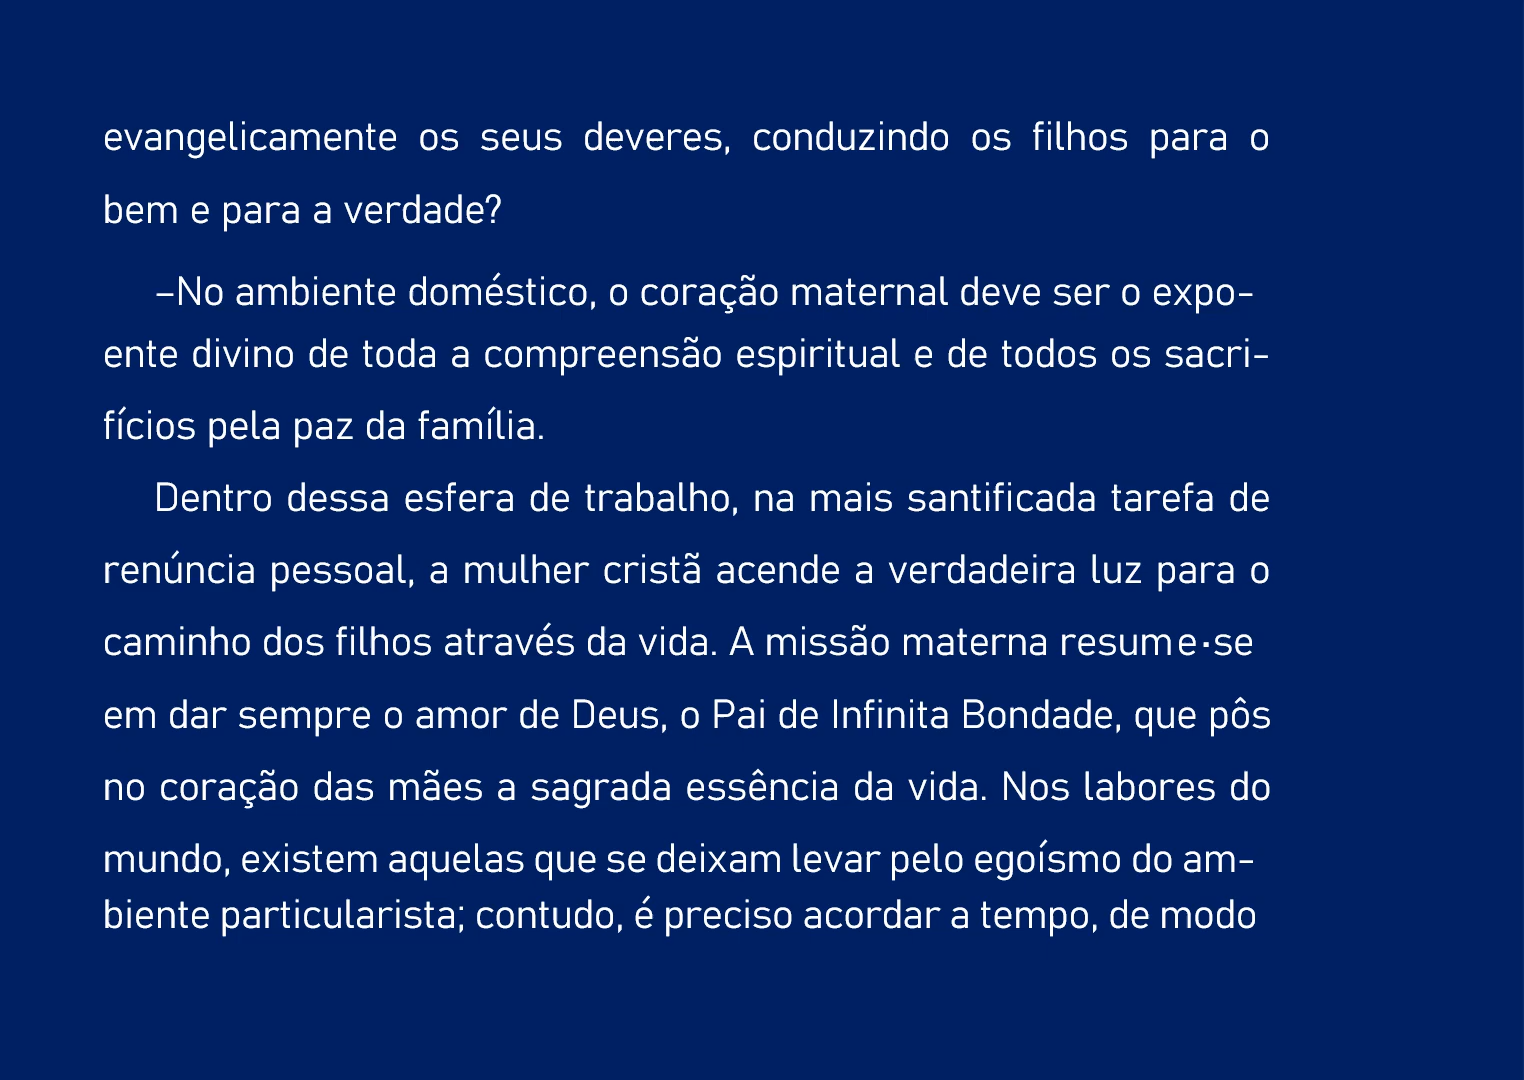 evangelicamente os seus deveres, conduzindo os filhos para o
bem e para a verdade?
–No ambiente doméstico, o coração maternal deve ser o expo-
ente divino de toda a compreensão espiritual e de todos os sacri-
fícios pela paz da família.
Dentro dessa esfera de trabalho, na mais santificada tarefa de
renúncia pessoal, a mulher cristã acende a verdadeira luz para o
caminho dos filhos através da vida. A missão materna resume·se
em dar sempre o amor de Deus, o Pai de Infinita Bondade, que pôs
no coração das mães a sagrada essência da vida. Nos labores do
mundo, existem aquelas que se deixam levar pelo egoísmo do am-
biente particularista; contudo, é preciso acordar a tempo, de modo